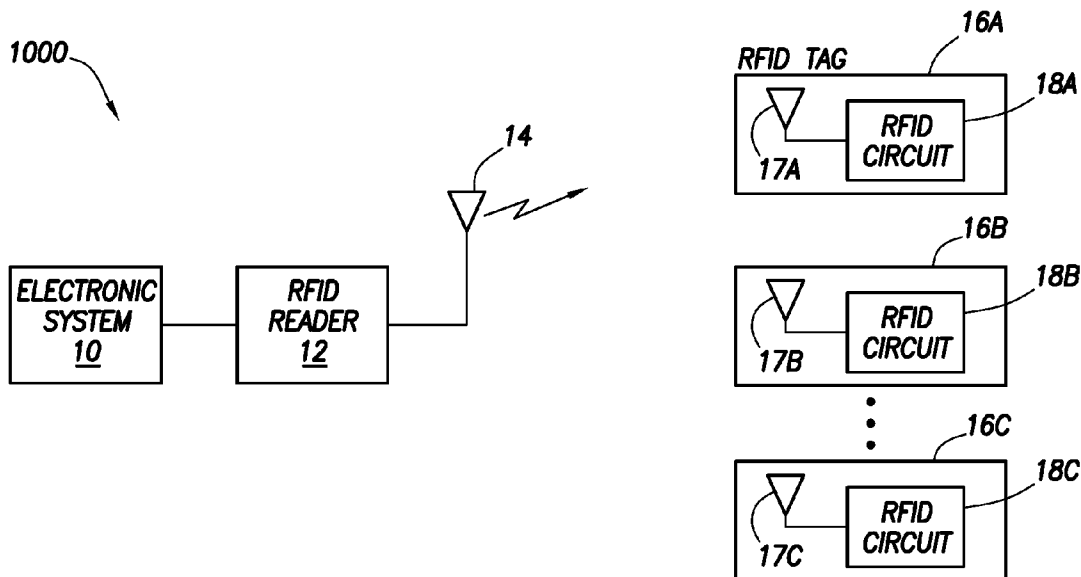 1000
14
ELECTRONIC
SYSTEM
10
RFID
READER
12
RFID TAG
16A
18A
17A
RFID
CIRCUIT
16B
18B
17B
RFID
CIRCUIT
16C
18C
17C
RFID
CIRCUIT